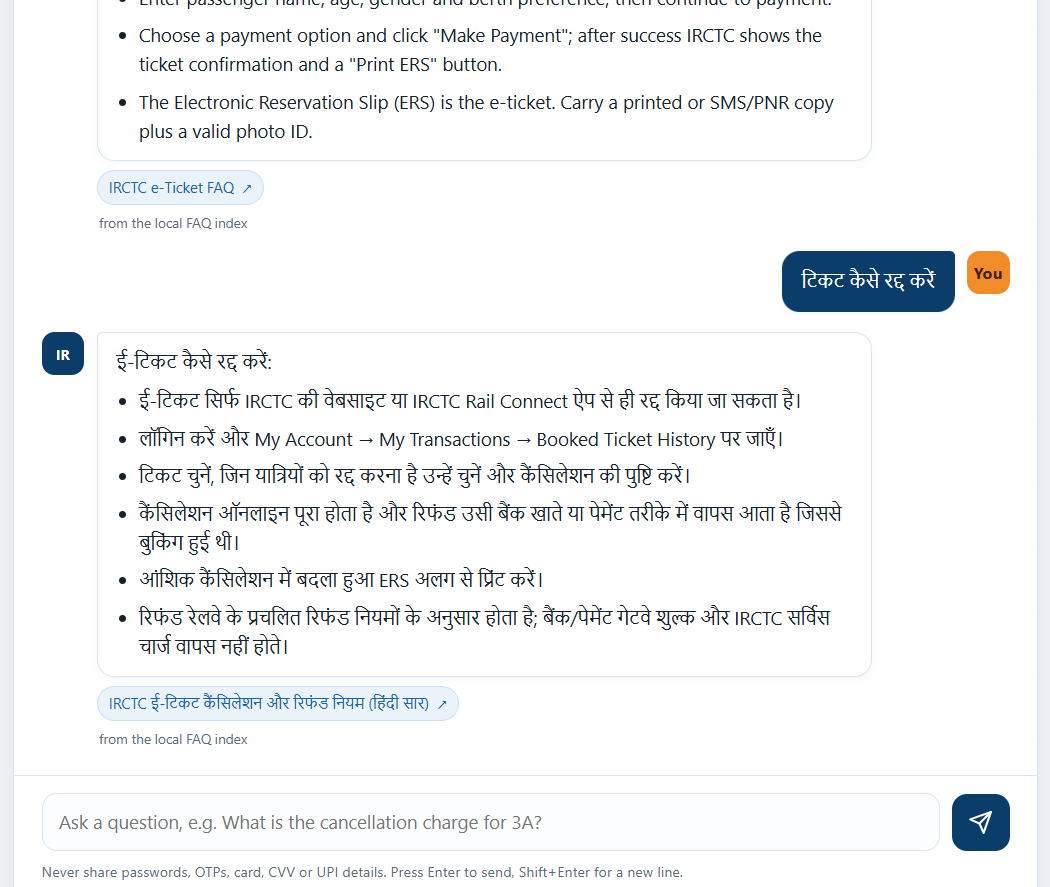 Enter passenger name, age, gender and berth preference, then continue to payment.
Choose a payment option and click "Make Payment"; after success IRCTC shows the
ticket confirmation and a "Print ERS" button.
The Electronic Reservation Slip (ERS) is the e-ticket. Carry a printed or SMS/PNR copy
plus a valid photo ID.
IRCTC e-Ticket FAQ ↗
from the local FAQ index
टिकट कैसे रद्द करें
You
IR
ई-टिकट कैसे रद्द करें:
ई-टिकट सिर्फ IRCTC की वेबसाइट या IRCTC Rail Connect ऐप से ही रद्द किया जा सकता है।
लॉगिन करें और My Account → My Transactions → Booked Ticket History पर जाएँ।
टिकट चुनें, जिन यात्रियों को रद्द करना है उन्हें चुनें और कैंसिलेशन की पुष्टि करें।
कैंसिलेशन ऑनलाइन पूरा होता है और रिफंड उसी बैंक खाते या पेमेंट तरीके में वापस आता है जिससे
बुकिंग हुई थी।
आंशिक कैंसिलेशन में बदला हुआ ERS अलग से प्रिंट करें।
रिफंड रेलवे के प्रचलित रिफंड नियमों के अनुसार होता है; बैंक/पेमेंट गेटवे शुल्क और IRCTC सर्विस
चार्ज वापस नहीं होते।
IRCTC ई-टिकट कैंसिलेशन और रिफंड नियम (हिंदी सार) ↗
from the local FAQ index
Ask a question, e.g. What is the cancellation charge for 3A?
Never share passwords, OTPs, card, CVV or UPI details. Press Enter to send, Shift+Enter for a new line.